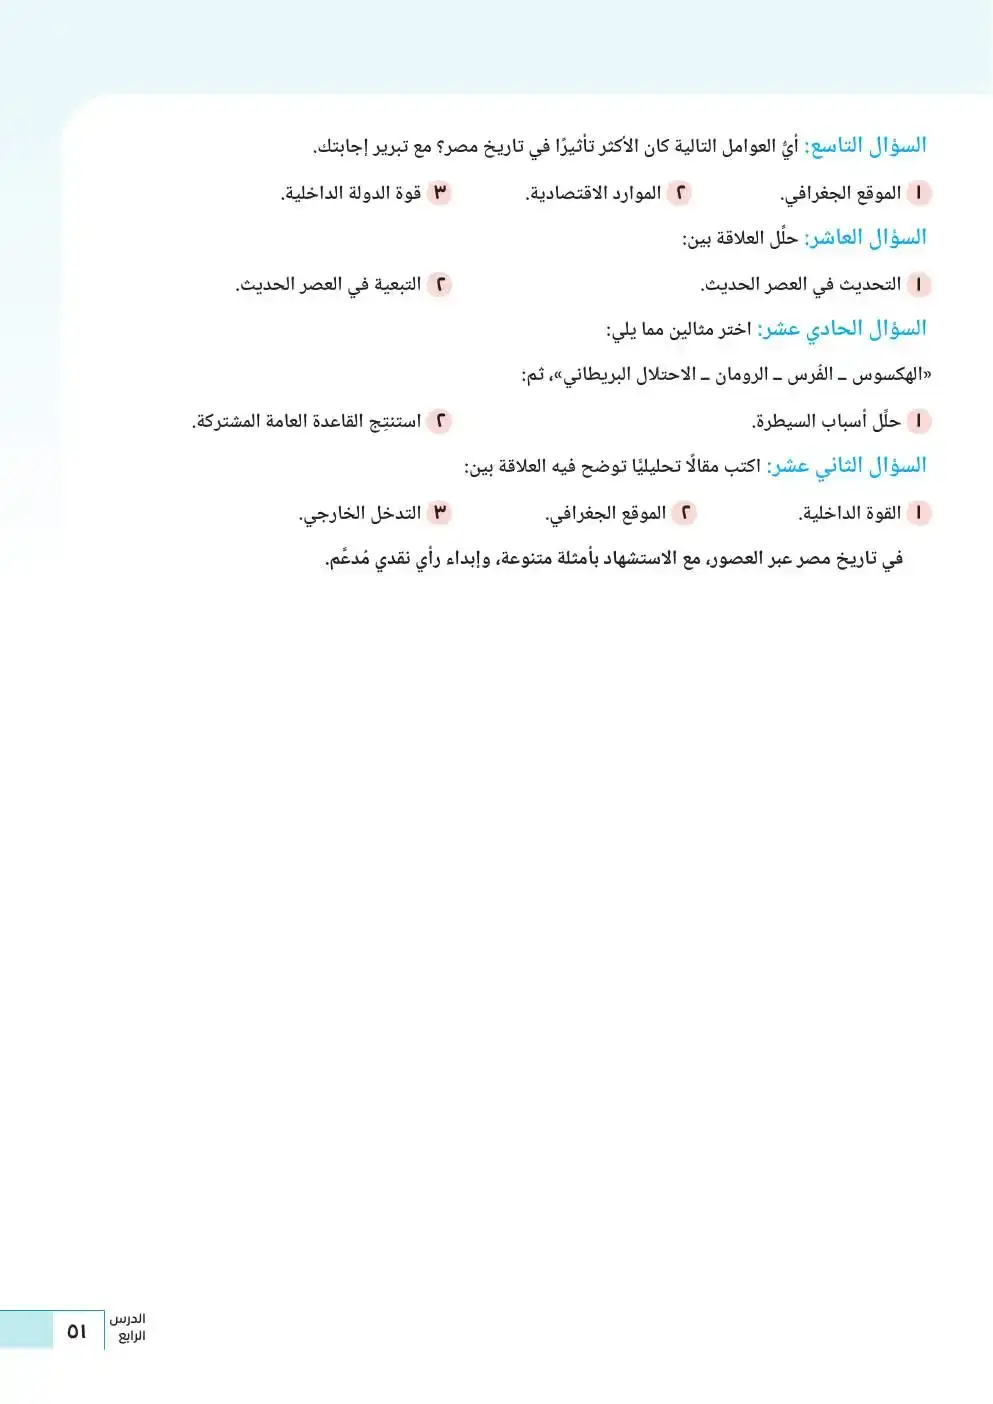 السؤال التاسع: أيُّ العوامل التالية كان الأكثر تأثيرًا في تاريخ مصر؟ مع تبرير إجابتك.
١ الموقع الجغرافي. ٢ الموارد الاقتصادية. ٣ قوة الدولة الداخلية.
السؤال العاشر: حلِّل العلاقة بين:
١ التحديث في العصر الحديث. ٢ التبعية في العصر الحديث.
السؤال الحادي عشر: اختر مثالين مما يلي:
«الهكسوس – الفُرس – الرومان – الاحتلال البريطاني»، ثم:
١ حلِّل أسباب السيطرة. ٢ استنتِج القاعدة العامة المشتركة.
السؤال الثاني عشر: اكتب مقالًا تحليليًّا توضح فيه العلاقة بين:
١ القوة الداخلية. ٢ الموقع الجغرافي. ٣ التدخل الخارجي.
في تاريخ مصر عبر العصور، مع الاستشهاد بأمثلة متنوعة، وإبداء رأي نقدي مُدعَّم.
الدرس
الرابع
٥١